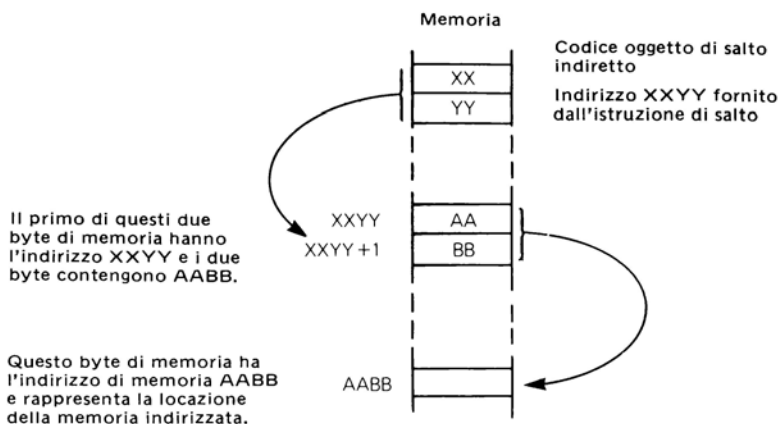 Memoria
Codice oggetto di salto
indiretto
XX
Indirizzo XXYY fornito
dall'istruzione di salto
YY
Il primo di questi due
byte di memoria hanno
l'indirizzo XXYY e i due
byte contengono AABB.
XXYY
AA
XXYY+1
BB
Questo byte di memoria ha
l'indirizzo di memoria AABB
e rappresenta la locazione
della memoria indirizzata.
AABB